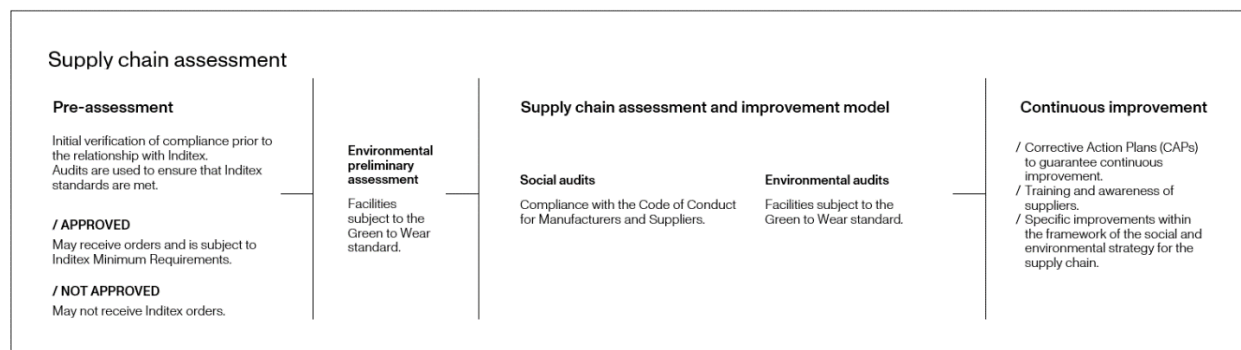 Supply chain assessment
Pre-assessment
Initial verification of compliance prior to
the relationship with Inditex.
Audits are used to ensure that Inditex
standards are met.
/ APPROVED
May receive orders and is subject to
Inditex Minimum Requirements.
/ NOT APPROVED
May not receive Inditex orders.
Environmental
preliminary
assessment
Facilities
subject to the
Green to Wear
standard.
Supply chain assessment and improvement model
Social audits
Compliance with the Code of Conduct
for Manufacturers and Suppliers.
Environmental audits
Facilities subject to the
Green to Wear standard.
Continuous improvement
/ Corrective Action Plans (CAPs)
to guarantee continuous
improvement.
/ Training and awareness of
suppliers.
/ Specific improvements within
the framework of the social and
environmental strategy for the
supply chain.